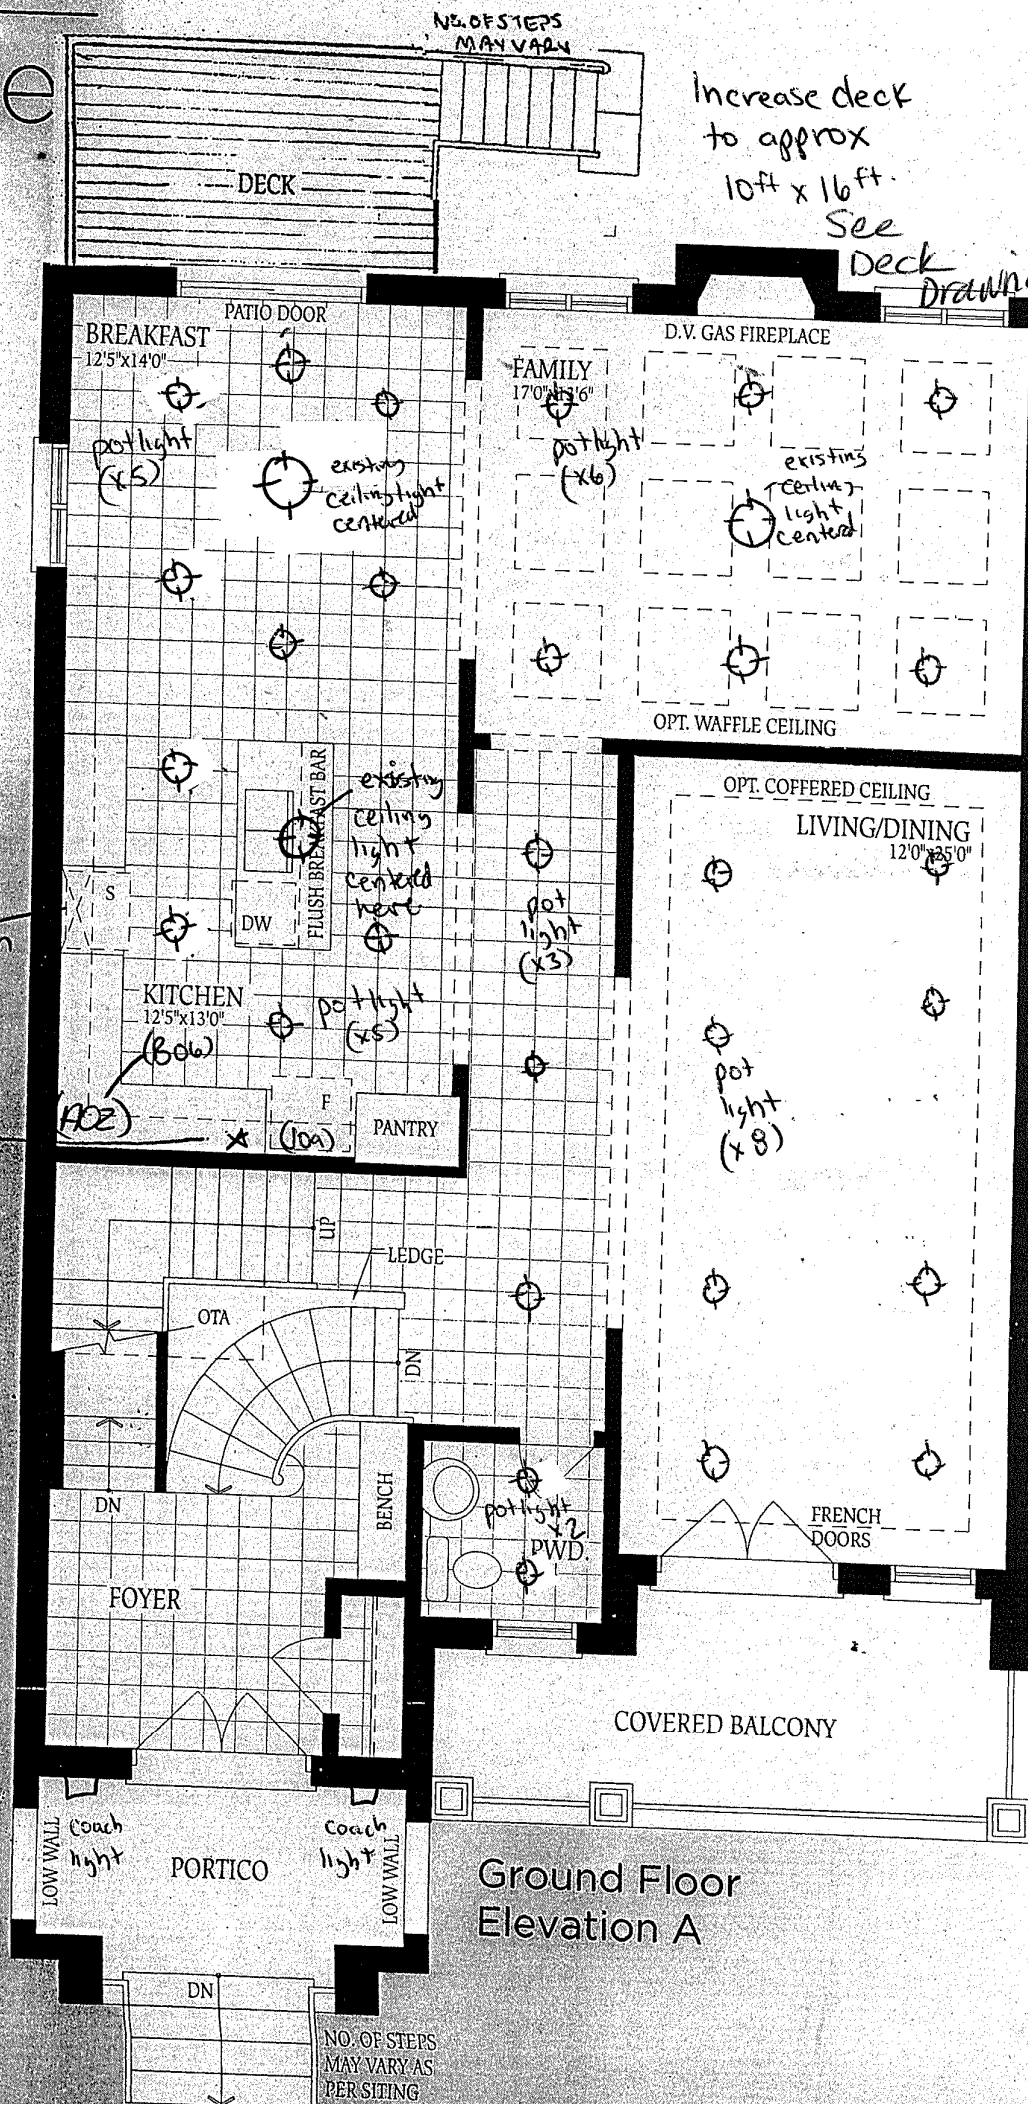 e
NO. OF STEPS
MAY VARY
Increase deck
to approx
10ft x 16ft.
See
Deck
DECK
PATIO DOOR
BREAKFAST
12'5"x14'0"
potlight
(x5)
existing
ceiling light
centered
D.V. GAS FIREPLACE
FAMILY
17'0"x13'6"
potlight
(x6)
existing
ceiling
light
centered
OPT. WAFFLE CEILING
OPT. COFFERED CEILING
LIVING/DINING
12'0"x25'0"
existing
ceiling
light
centered
here
FLUSH BREAKFAST BAR
S
DW
pot
light
(x3)
KITCHEN
12'5"x13'0"
(B06)
potlight
(x5)
pot
light
(x8)
(A02)
F
(10a)
PANTRY
UP
LEDGE
OTA
DN
DN
BENCH
potlight
x2
PWD.
FRENCH
DOORS
FOYER
COVERED BALCONY
coach
light
coach
light
LOW WALL
PORTICO
LOW WALL
Ground Floor
Elevation A
DN
NO. OF STEPS
MAY VARY AS
PER SITING